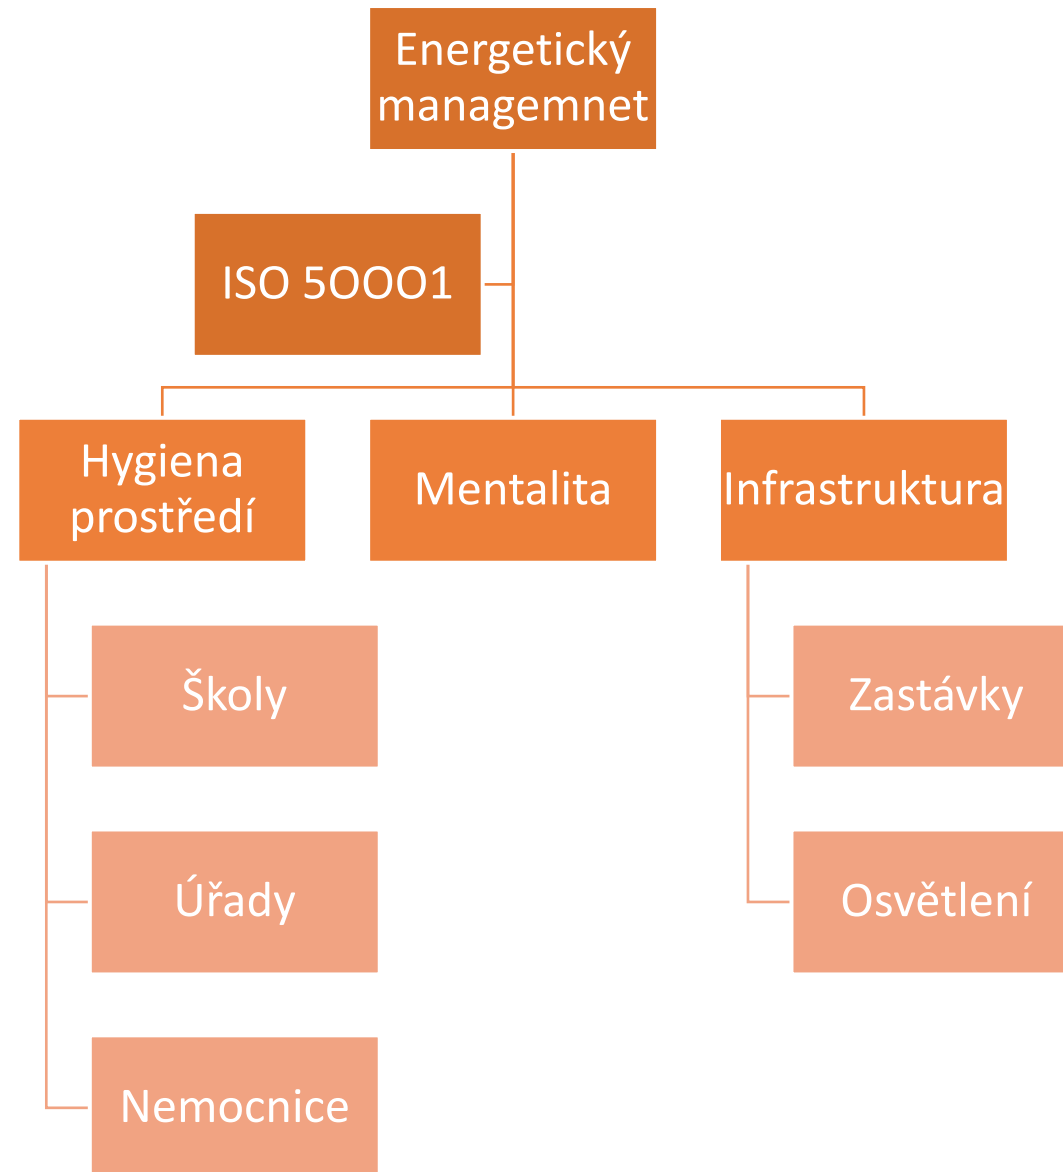 Energetický
managemnet
ISO 5OOO1
Hygiena
prostředí
Mentalita
Infrastruktura
Školy
Zastávky
Úřady
Osvětlení
Nemocnice